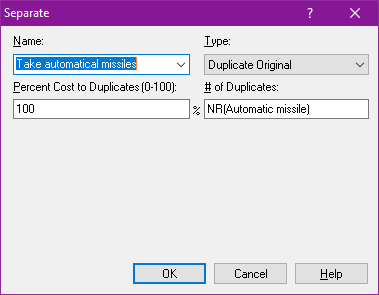 Separate ? ×
Name: Type:
Take automatical missiles Duplicate Original
Percent Cost to Duplicates (0-100): # of Duplicates:
100 % NR(Automatic missile)
OK Cancel Help